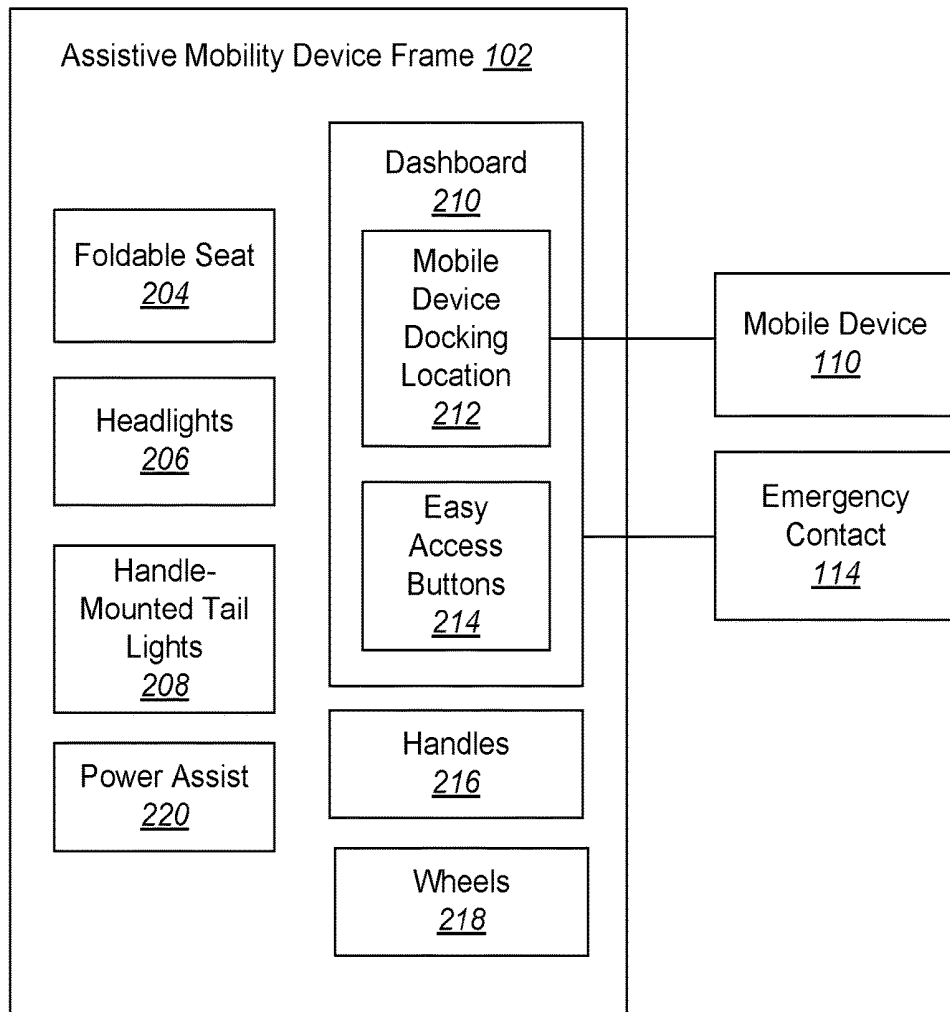 Assistive Mobility Device Frame 102
Dashboard
210
Foldable Seat
204
Mobile
Device
Docking
Location
212
Mobile Device
110
Headlights
206
Easy
Access
Buttons
214
Emergency
Contact
114
Handle-
Mounted Tail
Lights
208
Handles
216
Power Assist
220
Wheels
218